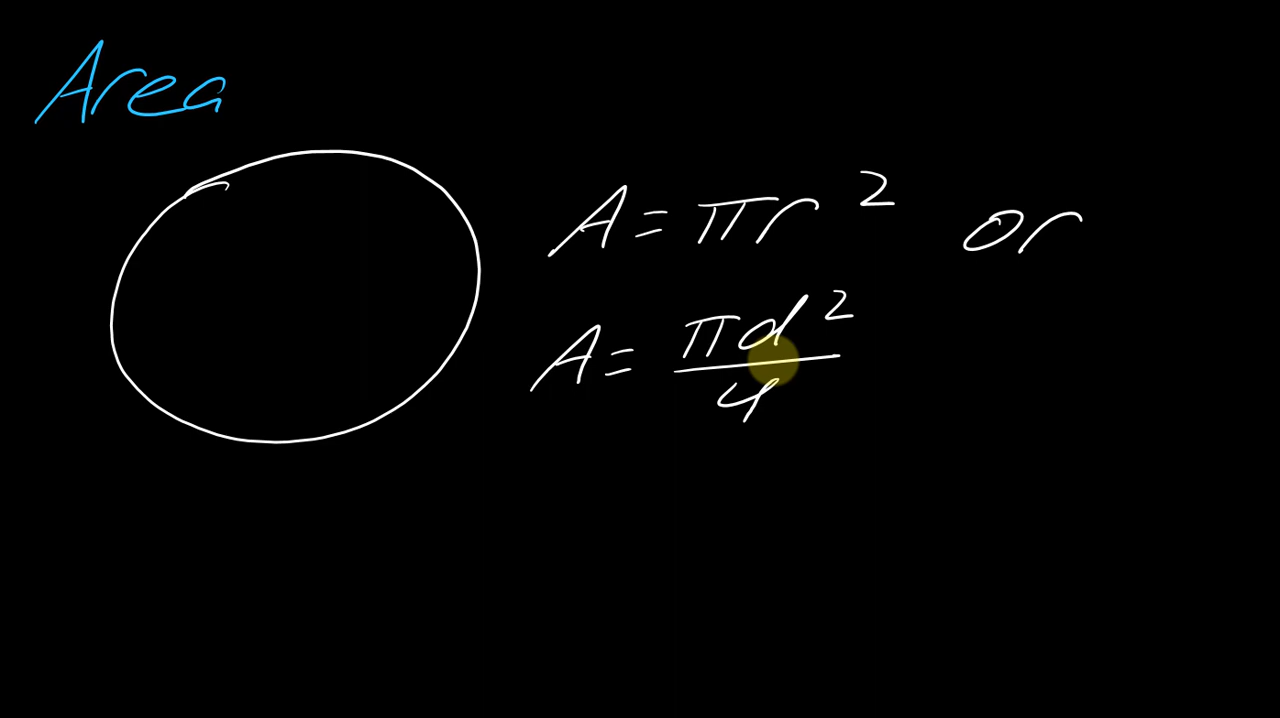 Area
A = πr² or
A = πd²/4